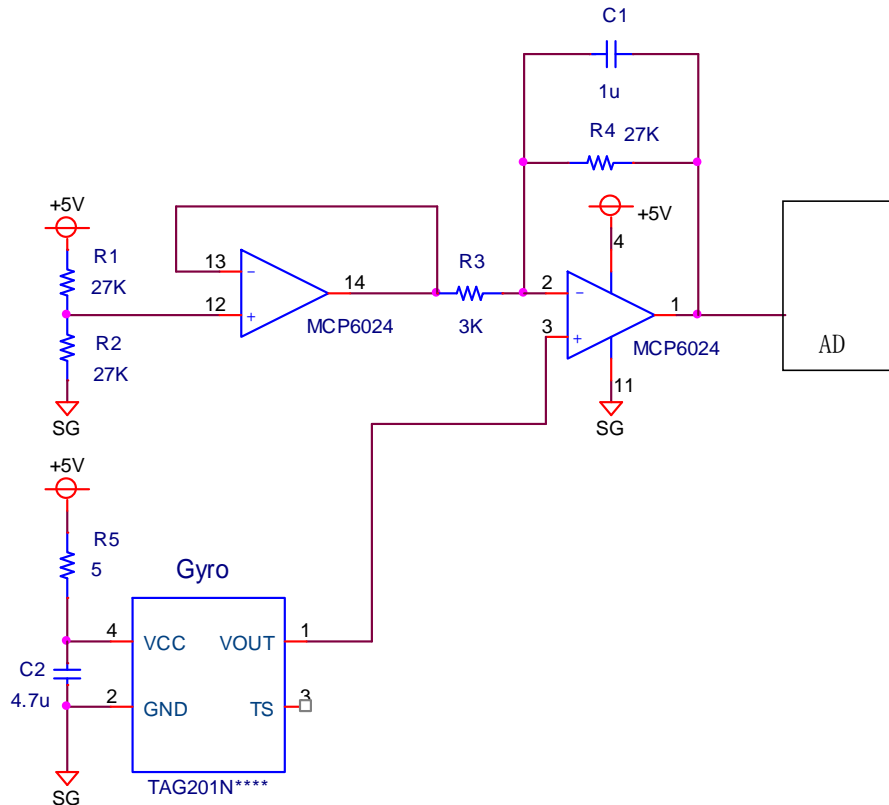 C1
1u
R4 27K
+5V
+5V
4
R1
27K
13
−
14
R3
2
−
1
12
+
3K
3
+
MCP6024
MCP6024
AD
R2
27K
11
SG
SG
+5V
R5
5
Gyro
4
VCC
VOUT
1
C2
4.7u
2
GND
TS
3
TAG201N****
SG